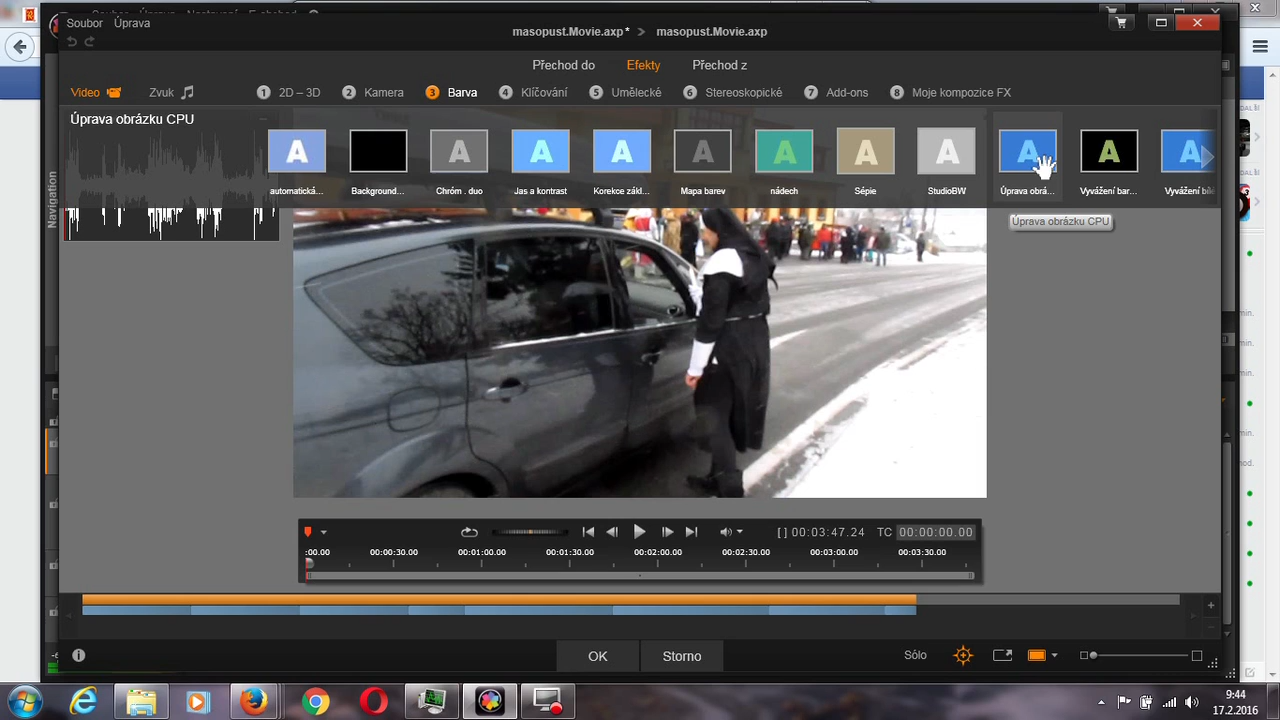 Soubor Úprava
masopust.Movie.axp* > masopust.Movie.axp
Přechod do Efekty Přechod z
Video Zvuk 1 2D – 3D 2 Kamera 3 Barva 4 Klíčování 5 Umělecké 6 Stereoskopické 7 Add-ons 8 Moje kompozice FX
Úprava obrázku CPU
A A A A A A A A A A A
automatická... Background... Chróm . duo Jas a kontrast Korekce zákl... Mapa barev nádech Sépie StudioBW Úprava obrá... Vyvážení bar... Vyvážení bílé
Úprava obrázku CPU
Navigation
[ ] 00:03:47.24 TC 00:00:00.00
:00.00 00:00:30.00 00:01:00.00 00:01:30.00 00:02:00.00 00:02:30.00 00:03:00.00 00:03:30.00
OK Storno Sólo
9:44
17.2.2016